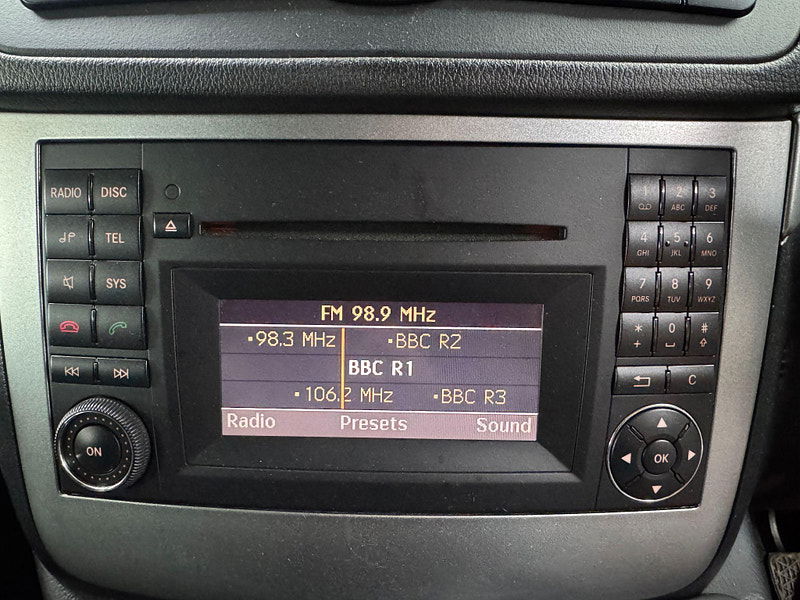 RADIO DISC
TEL
SYS
ON
FM 98.9 MHz
98.3 MHz BBC R2
BBC R1
106.2 MHz BBC R3
Radio Presets Sound
1 2 ABC 3 DEF
4 GHI 5 JKL 6 MNO
7 PQRS 8 TUV 9 WXYZ
* + 0 #
C
OK